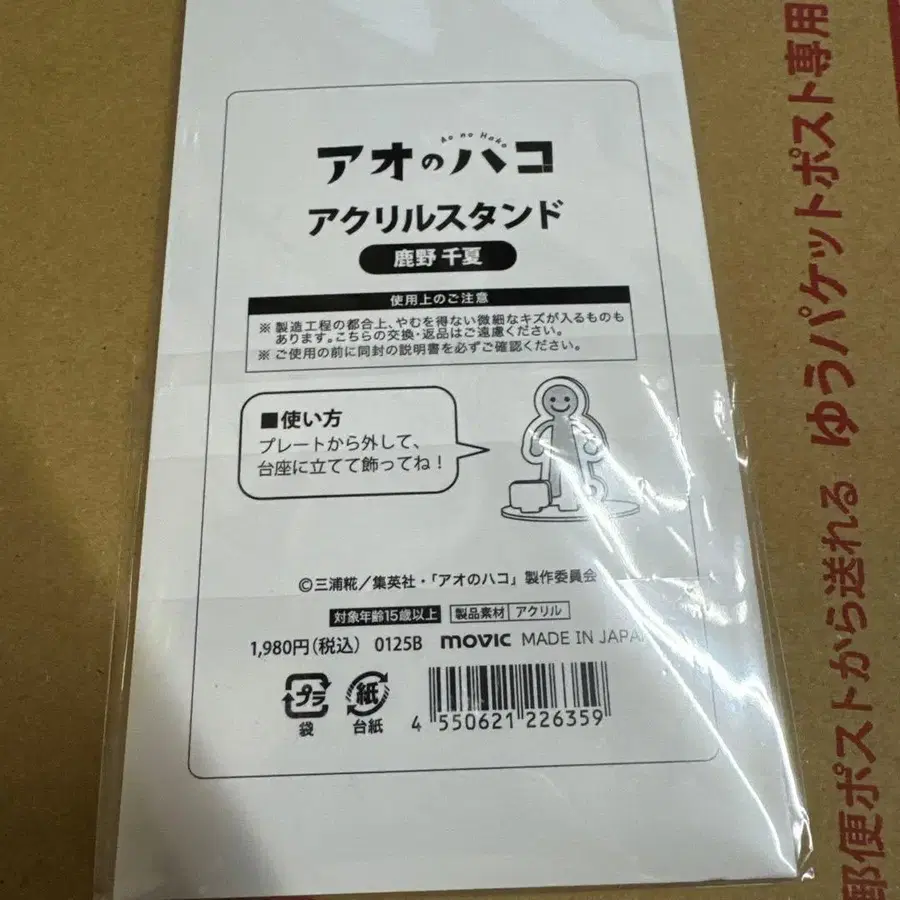 Ao no Hako
アオのハコ
アクリルスタンド
鹿野 千夏
使用上のご注意
※製造工程の都合上、やむを得ない微細なキズが入るものも
あります。こちらの交換・返品はご遠慮ください。
※ご使用の前に同封の説明書を必ずご確認ください。
■使い方
プレートから外して、
台座に立てて飾ってね！
©三浦糀／集英社・「アオのハコ」製作委員会
対象年齢15歳以上 製品素材 アクリル
1,980円(税込) 0125B movic MADE IN JAPAN
プラ 袋
紙 台紙
4 550621 226359
郵便ポストから送れる ゆうパケットポスト専用